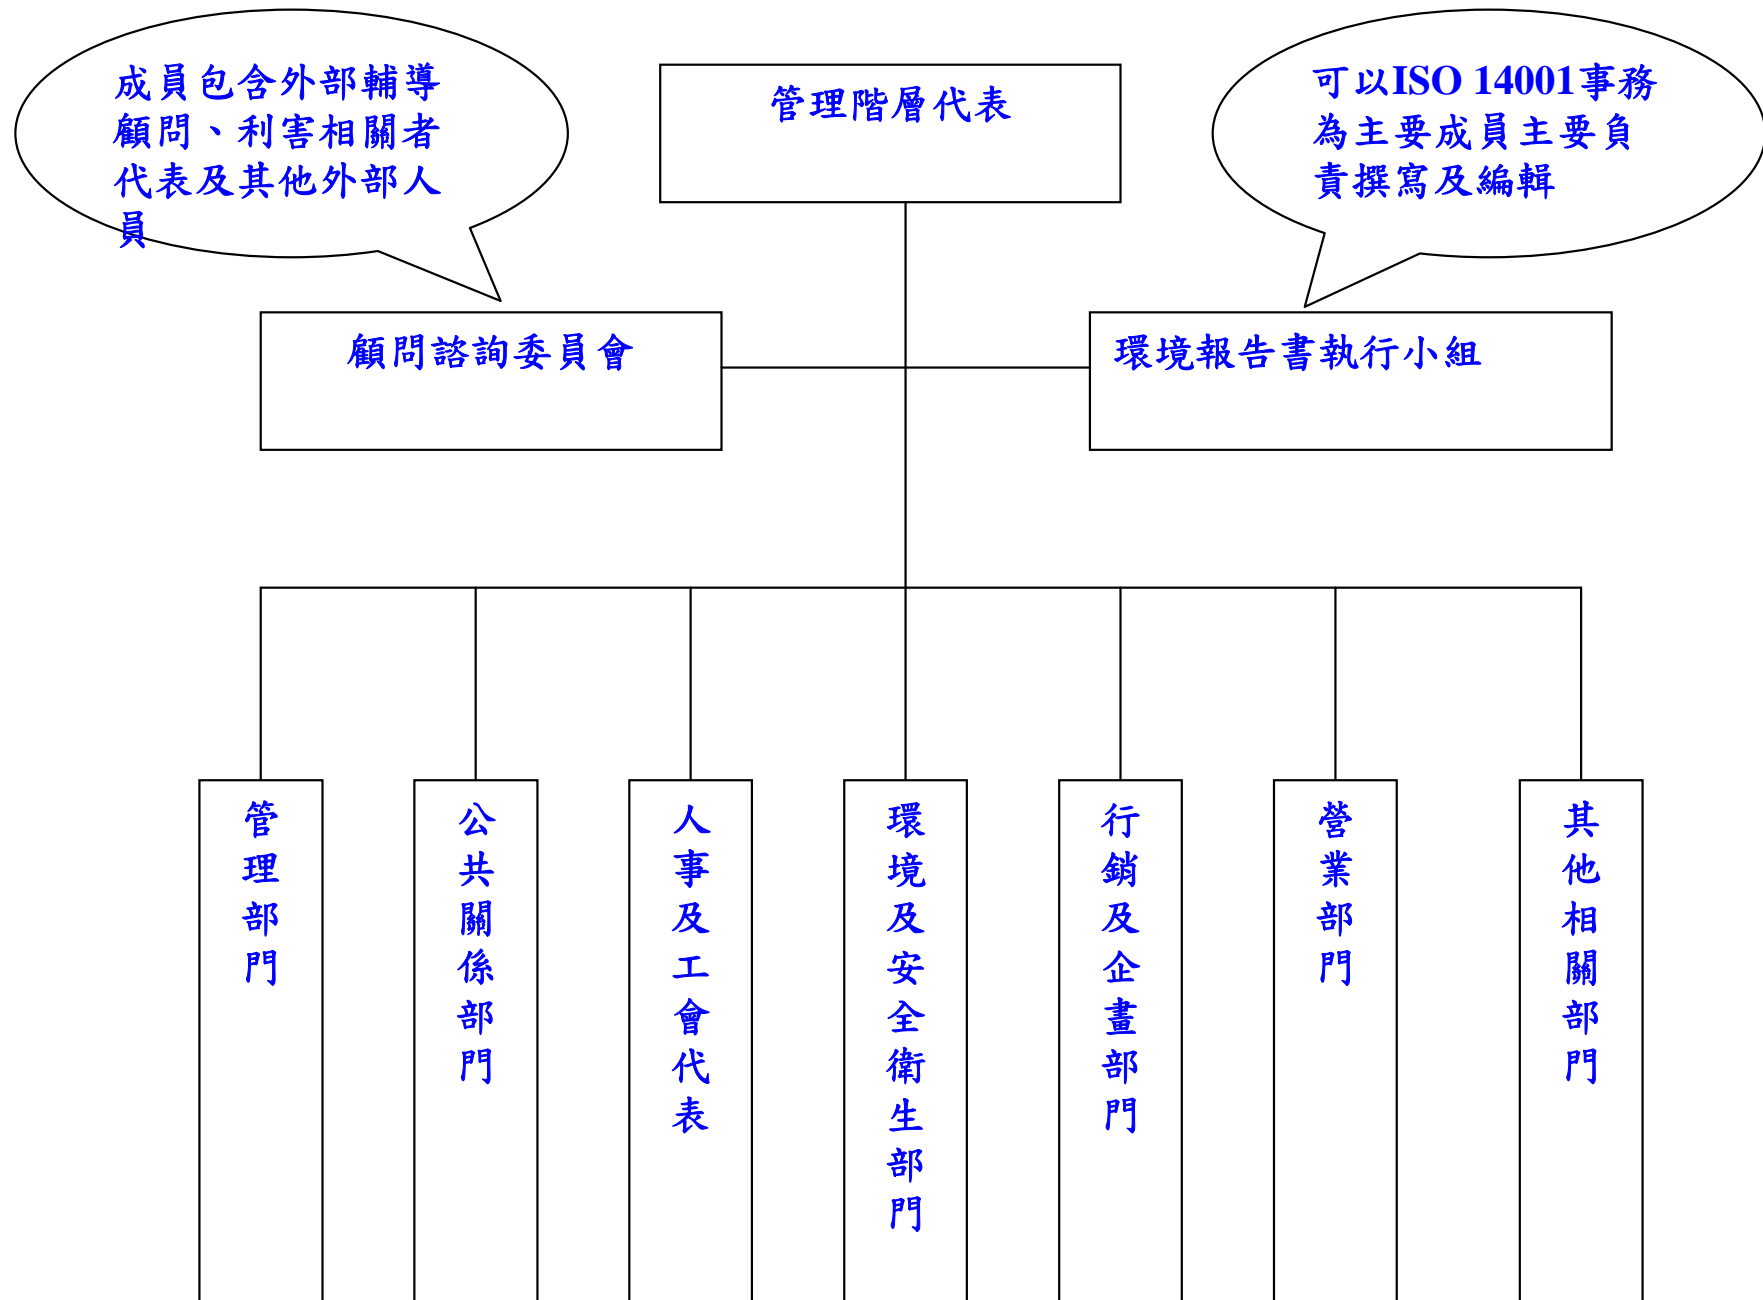 成員包含外部輔導
顧問、利害相關者
代表及其他外部人
員
管理階層代表
可以ISO 14001事務
為主要成員主要負
責撰寫及編輯
顧問諮詢委員會
環境報告書執行小組
管理部門
公共關係部門
人事及工會代表
環境及安全衛生部門
行銷及企畫部門
營業部門
其他相關部門